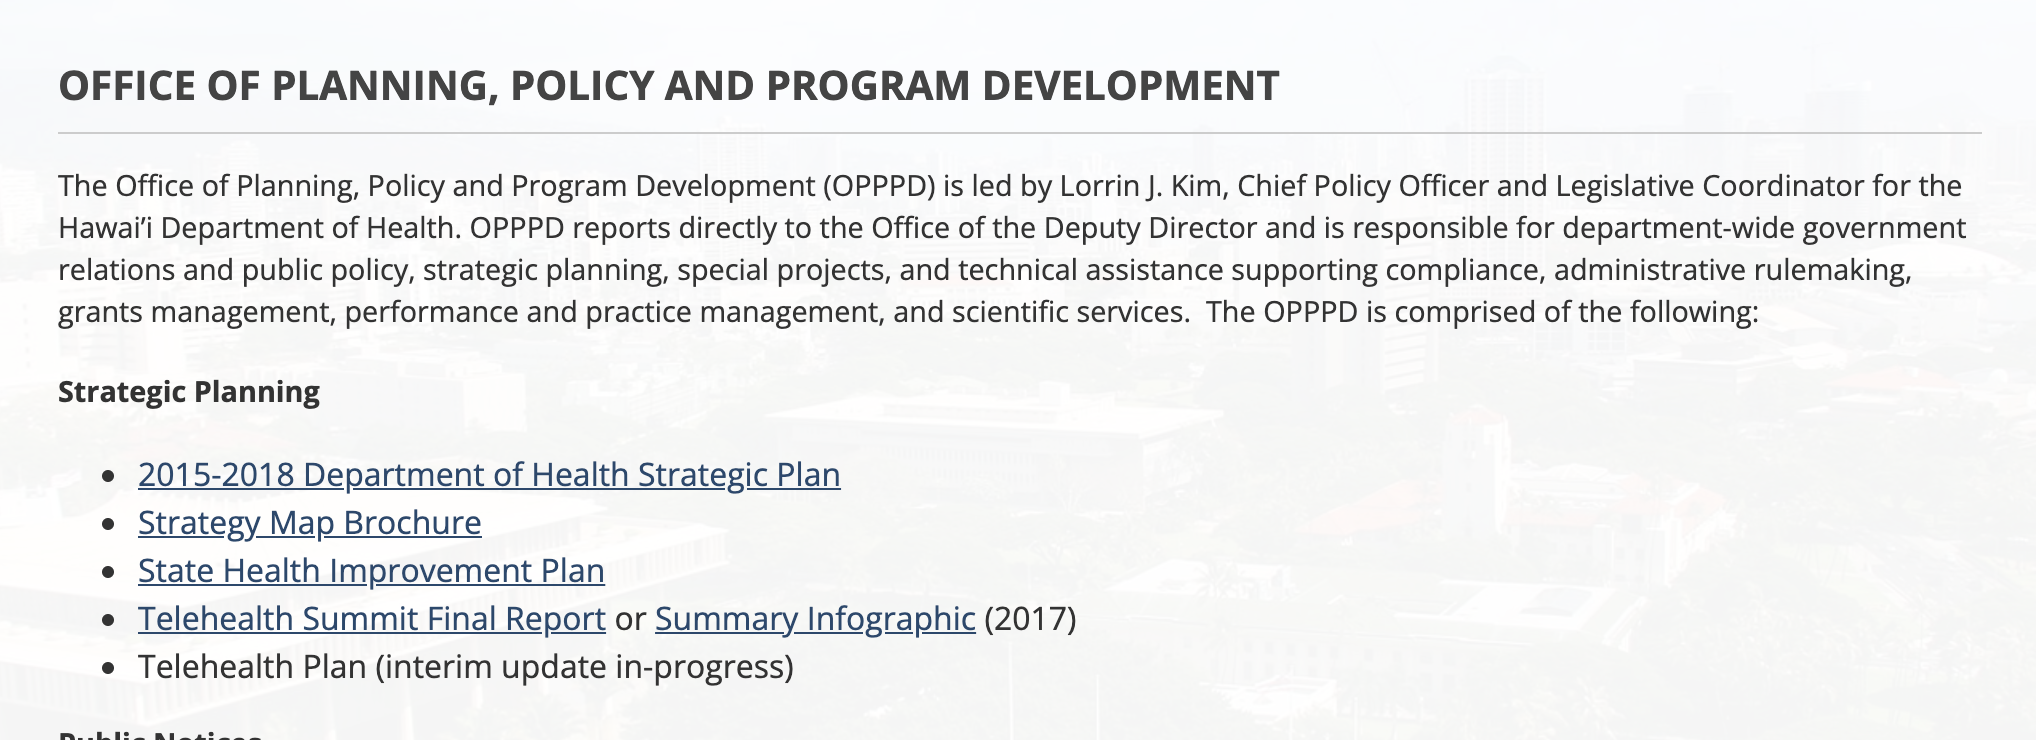 OFFICE OF PLANNING, POLICY AND PROGRAM DEVELOPMENT
The Office of Planning, Policy and Program Development (OPPPD) is led by Lorrin J. Kim, Chief Policy Officer and Legislative Coordinator for the
Hawai’i Department of Health. OPPPD reports directly to the Office of the Deputy Director and is responsible for department-wide government
relations and public policy, strategic planning, special projects, and technical assistance supporting compliance, administrative rulemaking,
grants management, performance and practice management, and scientific services.  The OPPPD is comprised of the following:
Strategic Planning
• 2015-2018 Department of Health Strategic Plan
• Strategy Map Brochure
• State Health Improvement Plan
• Telehealth Summit Final Report or Summary Infographic (2017)
• Telehealth Plan (interim update in-progress)
Public Notices